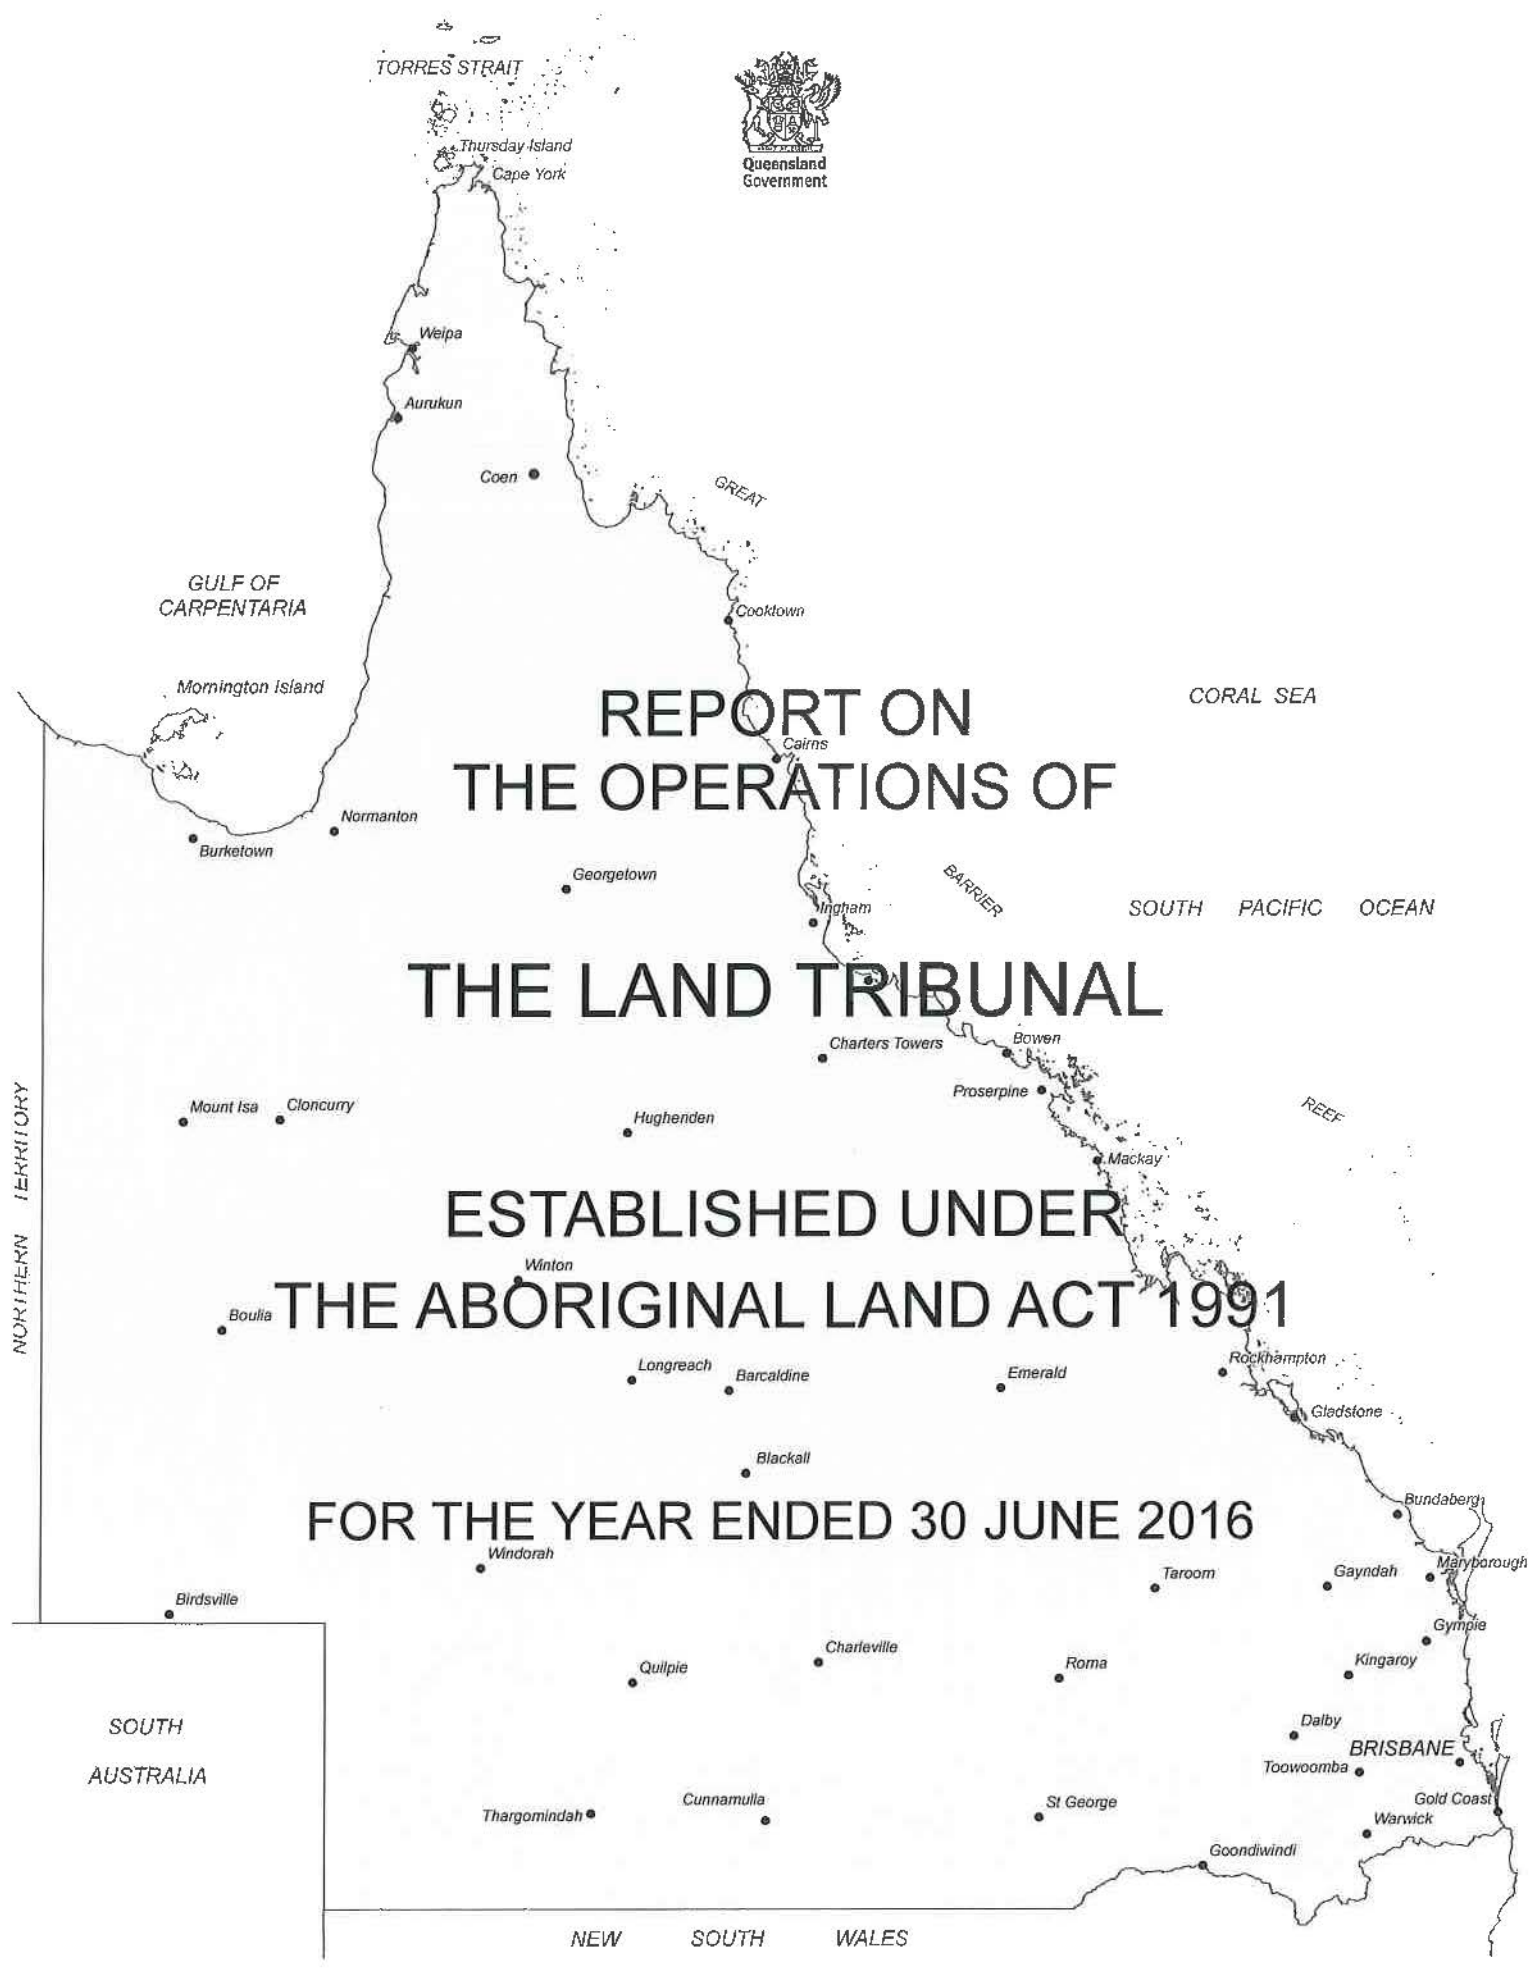 TORRES STRAIT
Thursday Island
Cape York
Queensland
Government
Weipa
Aurukun
Coen
GREAT
GULF OF
CARPENTARIA
Cooktown
Mornington Island
CORAL SEA
REPORT ON
Cairns
THE OPERATIONS OF
Normanton
Burketown
Georgetown
BARRIER
Ingham
SOUTH PACIFIC OCEAN
THE LAND TRIBUNAL
Charters Towers
Bowen
Proserpine
NORTHERN TERRITORY
Mount Isa
Cloncurry
Hughenden
REEF
Mackay
ESTABLISHED UNDER
Winton
THE ABORIGINAL LAND ACT 1991
Boulia
Longreach
Barcaldine
Emerald
Rockhampton
Gladstone
Blackall
Bundaberg
FOR THE YEAR ENDED 30 JUNE 2016
Windorah
Taroom
Gayndah
Maryborough
Birdsville
Gympie
Charleville
Quilpie
Roma
Kingaroy
SOUTH
AUSTRALIA
Dalby
BRISBANE
Toowoomba
Cunnamulla
Thargomindah
St George
Gold Coast
Warwick
Goondiwindi
NEW SOUTH WALES